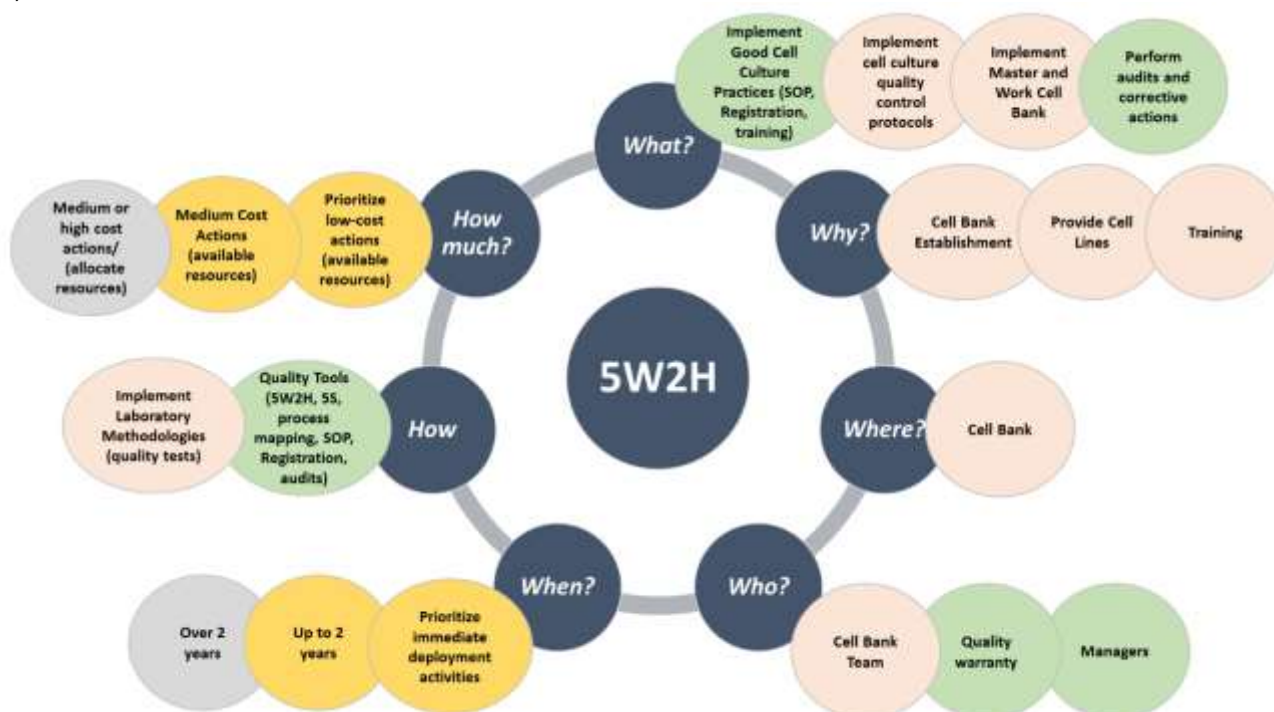 5W2H
What?
Implement
Good Cell
Culture
Practices (SOP,
Registration,
training)
Implement
cell culture
quality
control
protocols
Implement
Master and
Work Cell
Bank
Perform
audits and
corrective
actions
Why?
Cell Bank
Establishment
Provide Cell
Lines
Training
Where?
Cell Bank
Who?
Cell Bank
Team
Quality
warranty
Managers
When?
Prioritize
immediate
deployment
activities
Up to 2
years
Over 2
years
How
Quality Tools
(5W2H, 5S,
process
mapping, SOP,
Registration,
audits)
Implement
Laboratory
Methodologies
(quality tests)
How
much?
Prioritize
low-cost
actions
(available
resources)
Medium Cost
Actions
(available
resources)
Medium or
high cost
actions/
(allocate
resources)